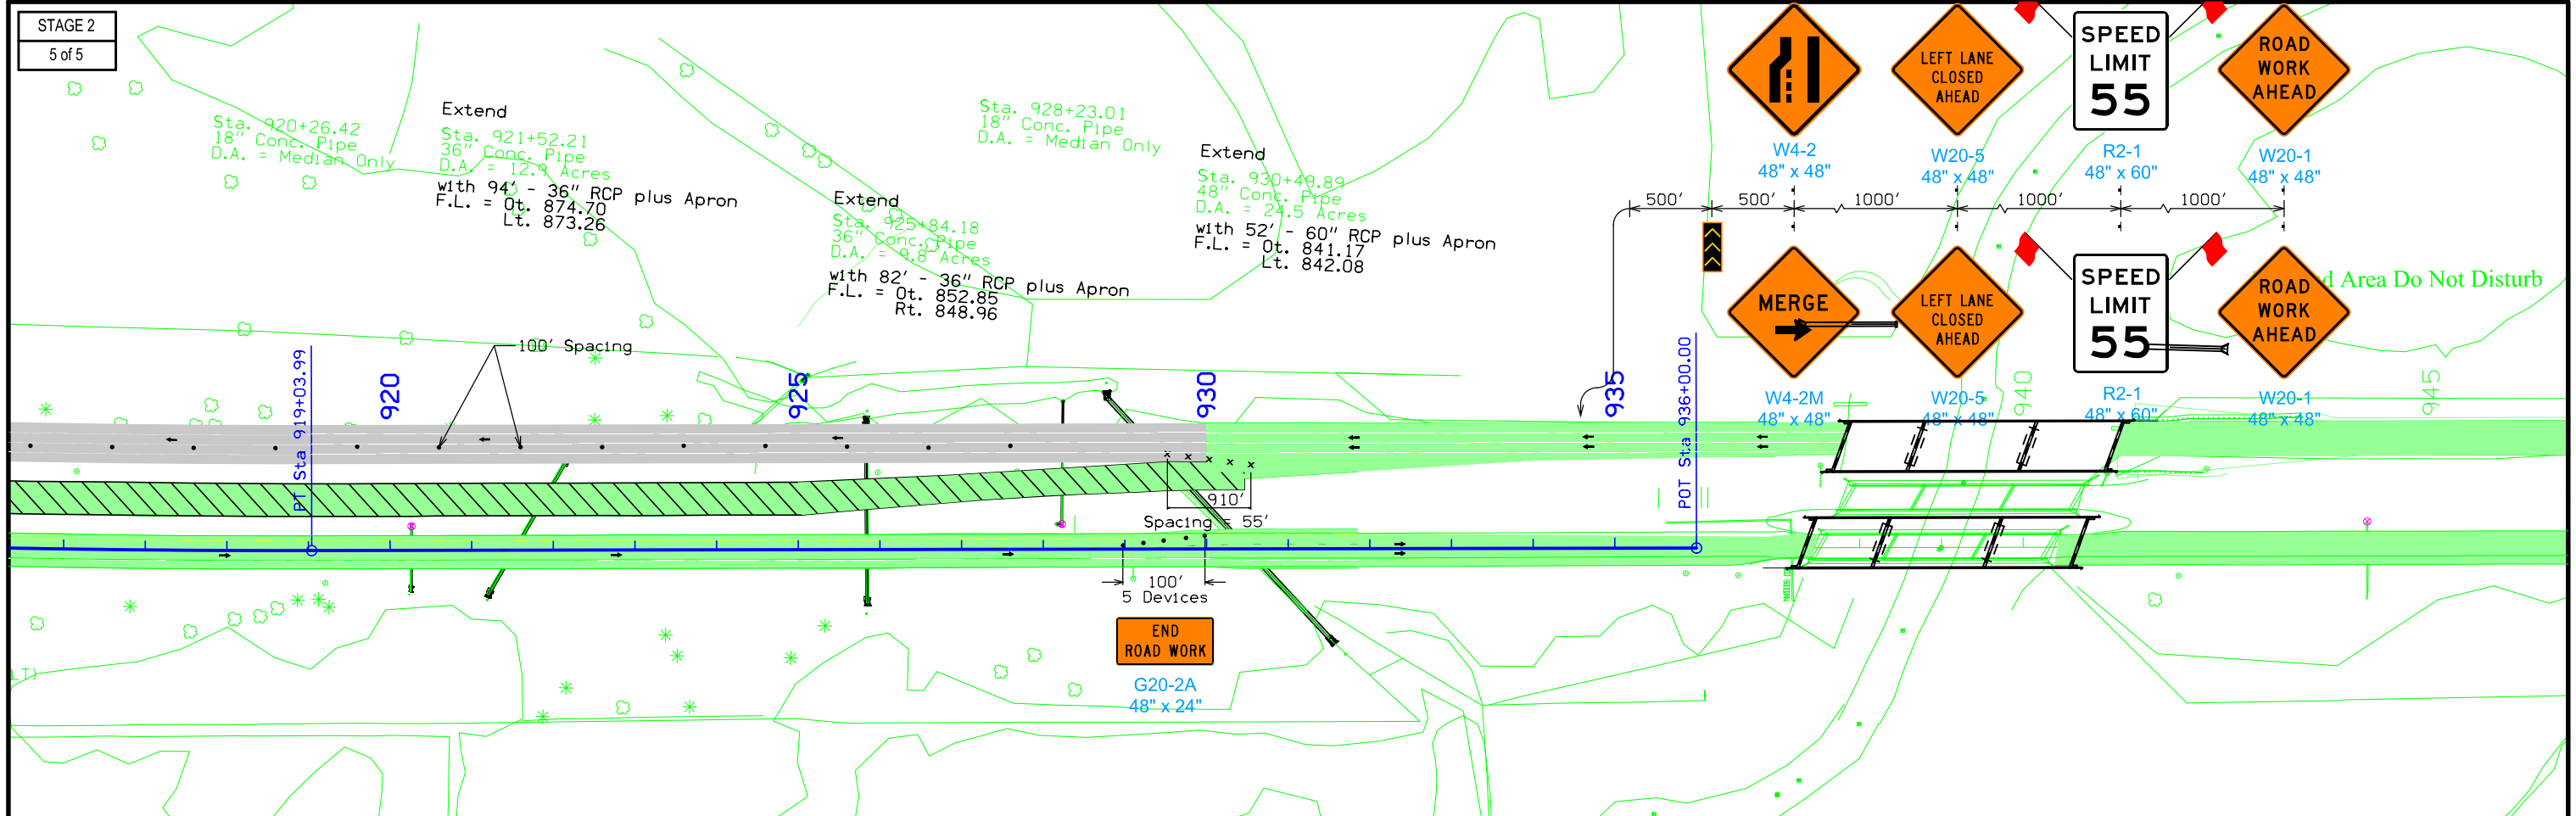 STAGE 2
5 of 5
Sta. 920+26.42
18" Conc. Pipe
D.A. = Median Only
Extend
Sta. 921+52.21
36" Conc. Pipe
D.A. = 12.9 Acres
with 94' - 36" RCP plus Apron
F.L. = Ot. 874.70
Lt. 873.26
Extend
Sta. 925+84.18
36" Conc. Pipe
D.A. = 9.8 Acres
with 82' - 36" RCP plus Apron
F.L. = Ot. 852.85
Rt. 848.96
Sta. 928+23.01
18" Conc. Pipe
D.A. = Median Only
Extend
Sta. 930+49.89
48" Conc. Pipe
D.A. = 24.5 Acres
with 52' - 60" RCP plus Apron
F.L. = Ot. 841.17
Lt. 842.08
LEFT LANE
CLOSED
AHEAD
SPEED
LIMIT
55
ROAD
WORK
AHEAD
W4-2
48" x 48"
W20-5
48" x 48"
R2-1
48" x 60"
W20-1
48" x 48"
500' 500' 1000' 1000' 1000'
MERGE
LEFT LANE
CLOSED
AHEAD
SPEED
LIMIT
55
ROAD
WORK
AHEAD
Area Do Not Disturb
W4-2M
48" x 48"
W20-5
48" x 48"
R2-1
48" x 60"
W20-1
48" x 48"
100' Spacing
PT Sta 919+03.99
920
925
930
935
POT Sta 936+00.00
940
945
910'
Spacing = 55'
100'
5 Devices
END
ROAD WORK
G20-2A
48" x 24"
LT)